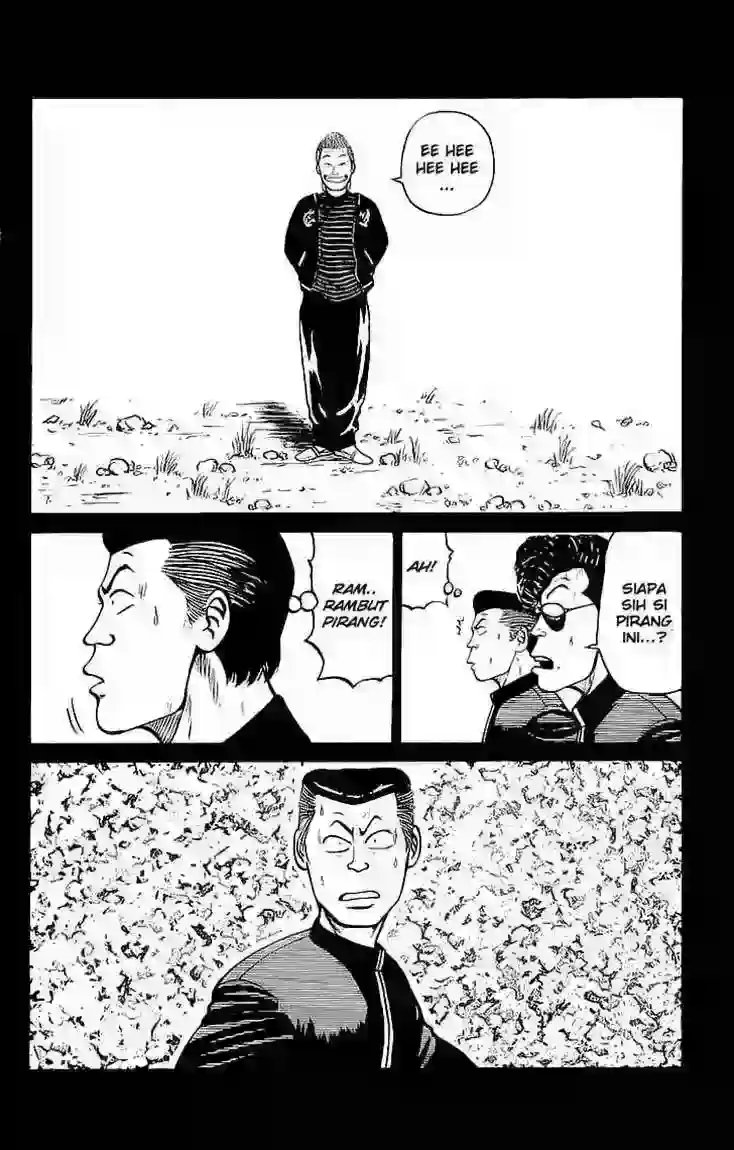 EE HEE
HEE HEE
...
SIAPA
SIH SI
PIRANG
INI...?
AH!
RAM..
RAMBUT
PIRANG!